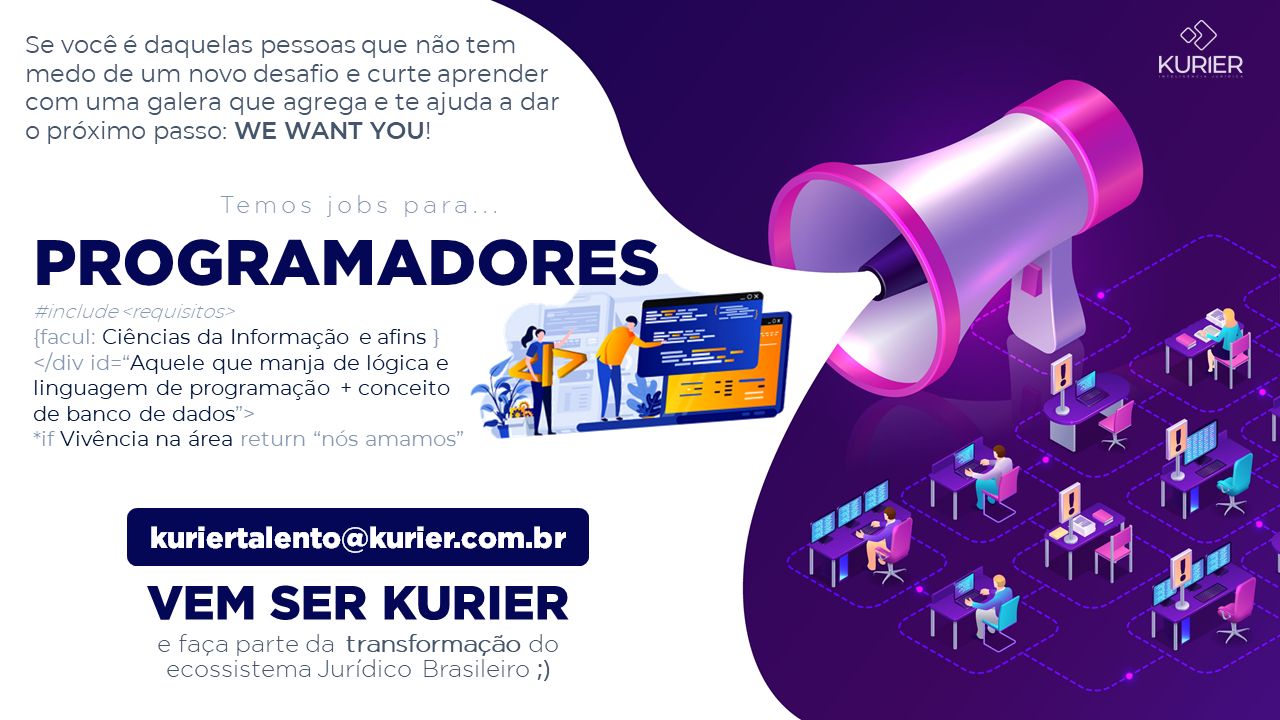 Se você é daquelas pessoas que não tem
medo de um novo desafio e curte aprender
com uma galera que agrega e te ajuda a dar
o próximo passo: WE WANT YOU!
KURIER
INTELIGÊNCIA JURÍDICA
Temos jobs para...
PROGRAMADORES
#include <requisitos>
{facul: Ciências da Informação e afins }
</div id=“Aquele que manja de lógica e
linguagem de programação + conceito
de banco de dados”>
*if Vivência na área return “nós amamos”
kuriertalento@kurier.com.br
VEM SER KURIER
e faça parte da transformação do
ecossistema Jurídico Brasileiro ;)